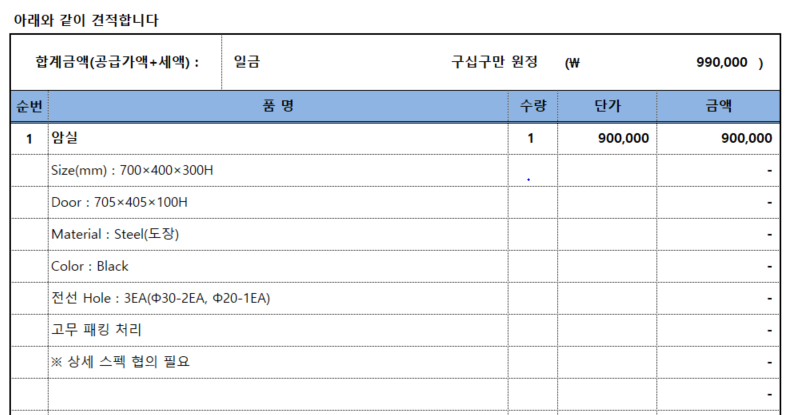 아래와 같이 견적합니다
합계금액(공급가액+세액) : 일금 구십구만 원정 (₩ 990,000 )
순번 품 명 수량 단가 금액
1 암실 1 900,000 900,000
Size(mm) : 700×400×300H -
Door : 705×405×100H -
Material : Steel(도장) -
Color : Black -
전선 Hole : 3EA(Φ30-2EA, Φ20-1EA) -
고무 패킹 처리 -
※ 상세 스펙 협의 필요 -
-